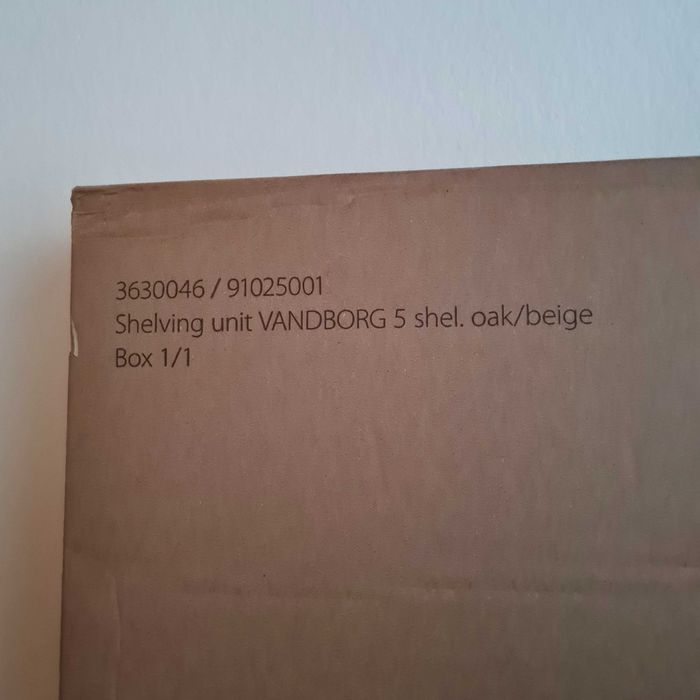 3630046 / 91025001
Shelving unit VANDBORG 5 shel. oak/beige
Box 1/1